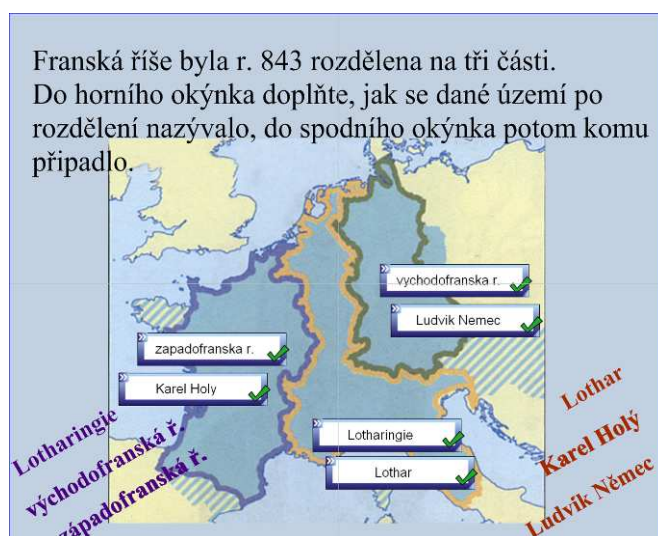 Franská říše byla r. 843 rozdělena na tři části.
Do horního okýnka doplňte, jak se dané území po
rozdělení nazývalo, do spodního okýnka potom komu
připadlo.
vychodofranska r.
Ludvik Nemec
zapadofranska r.
Karel Holy
Lotharingie
Lothar
Lotharingie
východofranská ř.
západofranská ř.
Lothar
Karel Holý
Ludvík Němec